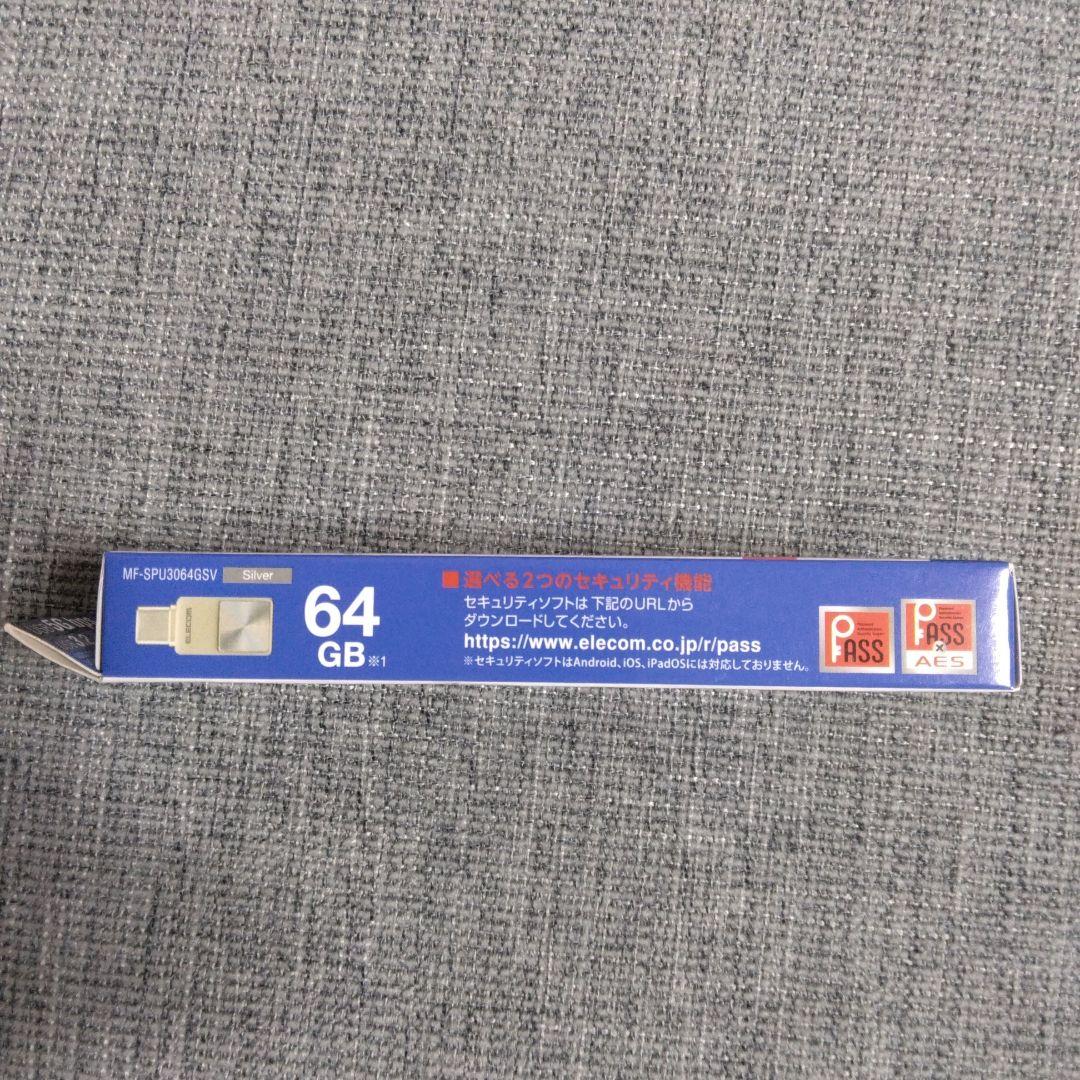 MF-SPU3064GSV Silver
ELECOM
64
GB※1
■選べる2つのセキュリティ機能
セキュリティソフトは下記のURLから
ダウンロードしてください。
https://www.elecom.co.jp/r/pass
※セキュリティソフトはAndroid、iOS、iPadOSには対応しておりません。
PASS
PASS
×
AES